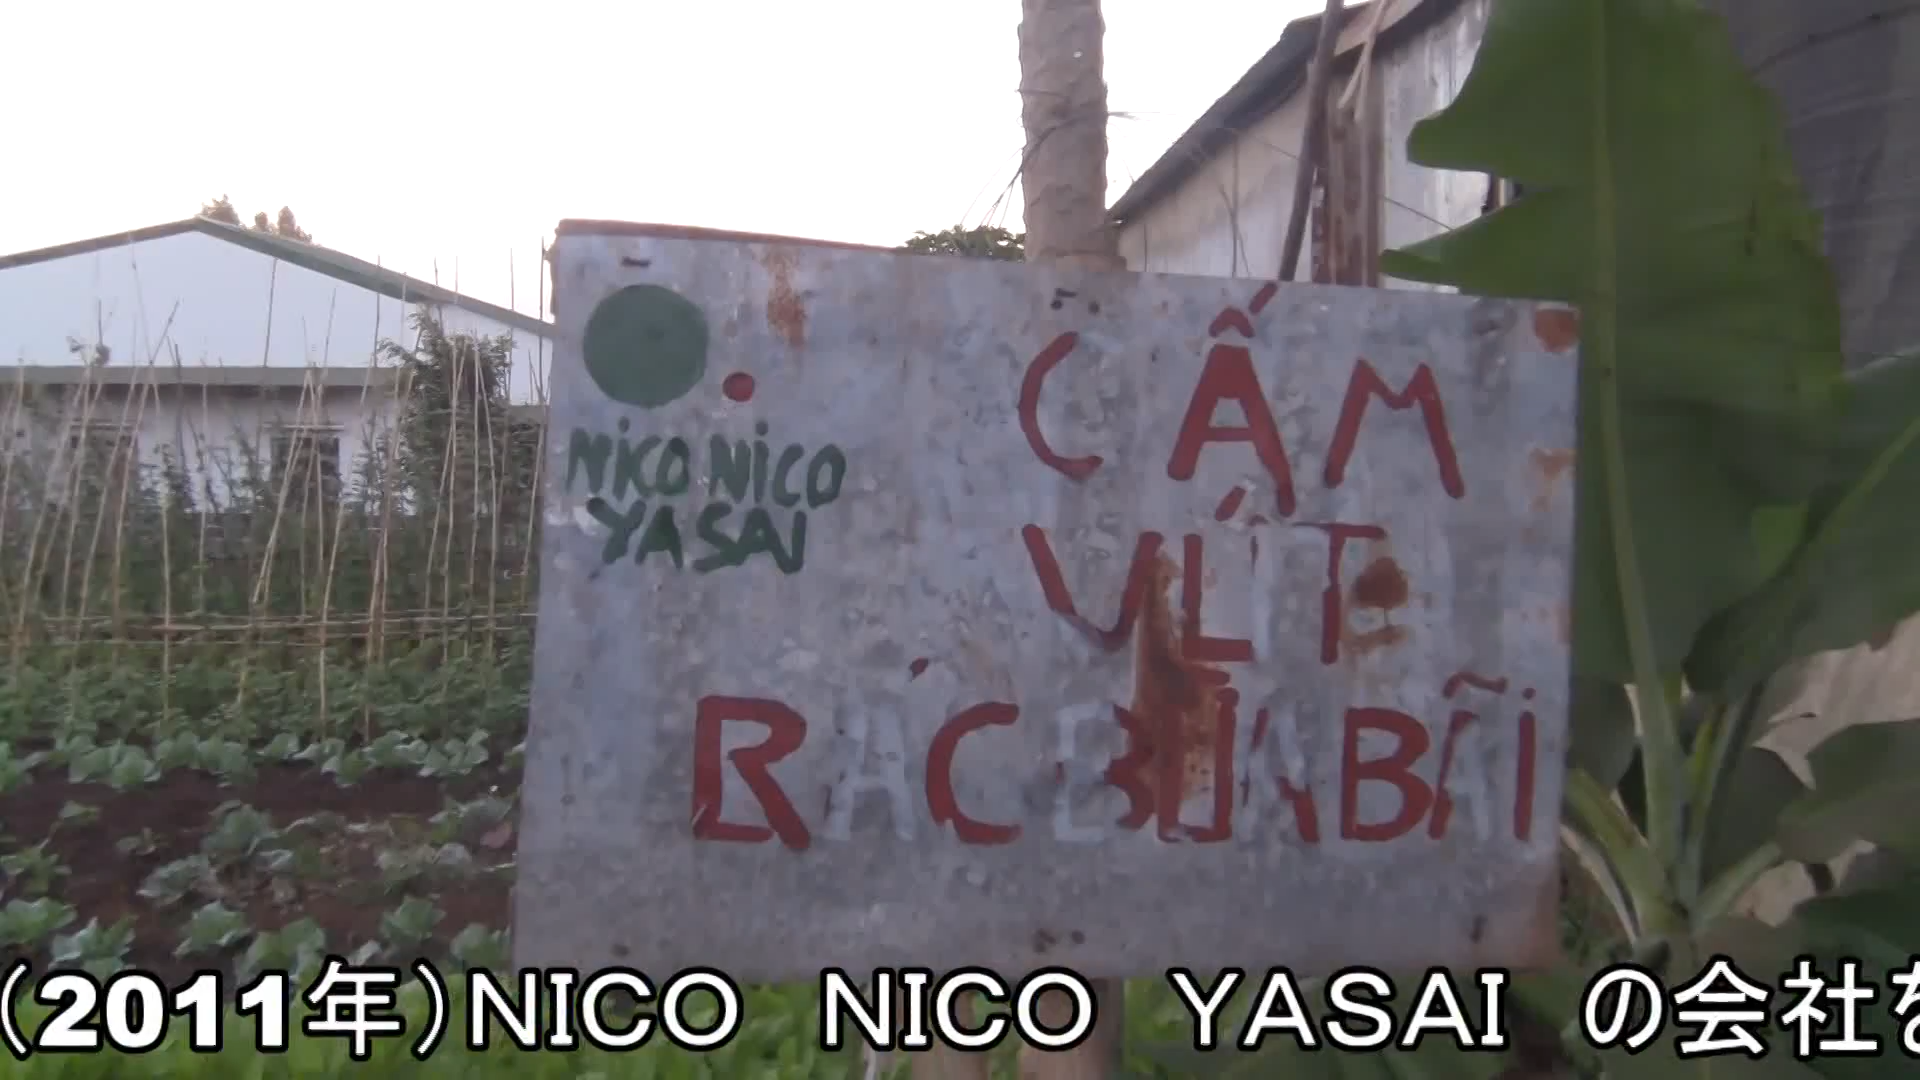 NiCO NiCO
YASAI
CẤM
VỨT
RÁC BỪA BÃi
(2011年)NICO NICO YASAI の会社を